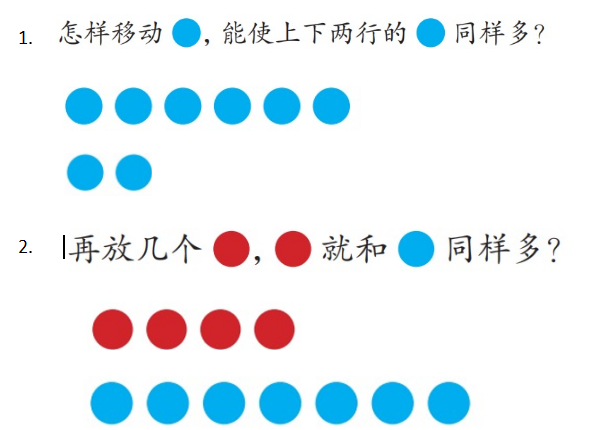 1. 怎样移动 , 能使上下两行的 同样多?
2. 再放几个 , 就和 同样多?